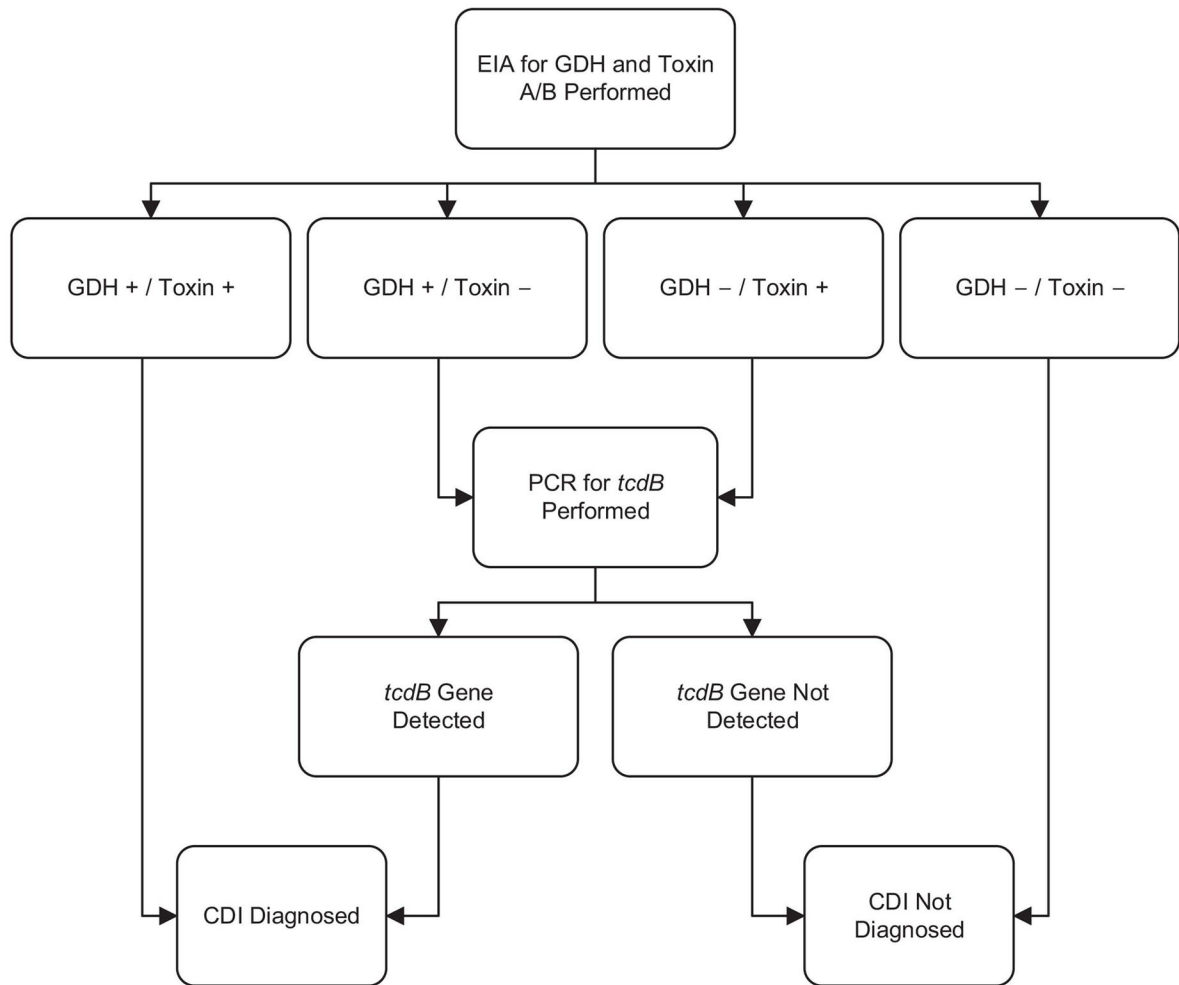 EIA for GDH and Toxin
A/B Performed
GDH + / Toxin +
GDH + / Toxin –
GDH – / Toxin +
GDH – / Toxin –
PCR for tcdB
Performed
tcdB Gene
Detected
tcdB Gene Not
Detected
CDI Diagnosed
CDI Not
Diagnosed